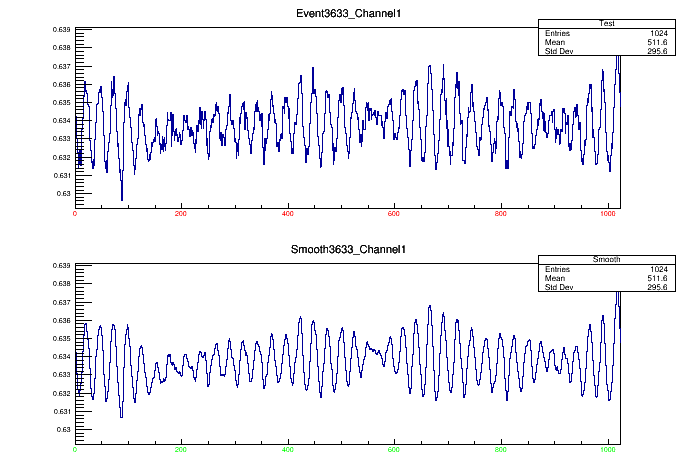 Event3633_Channel1
Test
Entries 1024
Mean 511.6
Std Dev 295.6
0.639
0.638
0.637
0.636
0.635
0.634
0.633
0.632
0.631
0.63
0 200 400 600 800 1000
Smooth3633_Channel1
Smooth
Entries 1024
Mean 511.6
Std Dev 295.6
0.639
0.638
0.637
0.636
0.635
0.634
0.633
0.632
0.631
0.63
0 200 400 600 800 1000